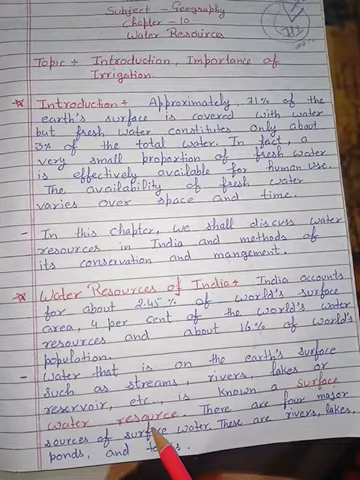 Subject - Geography
Chapter - 10
Water Resources
Topic ÷ Introduction, Importance of
Irrigation.
Introduction ÷ Approximately, 71% of the
earth's surface is covered with water
but fresh water constitutes only about
3% of the total water. In fact, a
very small proportion of fresh water
is effectively available for human use.
The availability of fresh water
varies over space and time.
- In this chapter, we shall discuss water
resources in India and methods of
its conservation and mangement.
Water Resources of India ÷ India accounts
for about 2.45% of world's surface
area, 4 per cent of the world's water
resources and about 16% of world's
population.
- Water that is on the earth's surface
such as streams, rivers, lakes or
reservoir, etc., is known a surface
water resource. There are four major
sources of surface water. These are rivers, lakes,
ponds, and tanks.